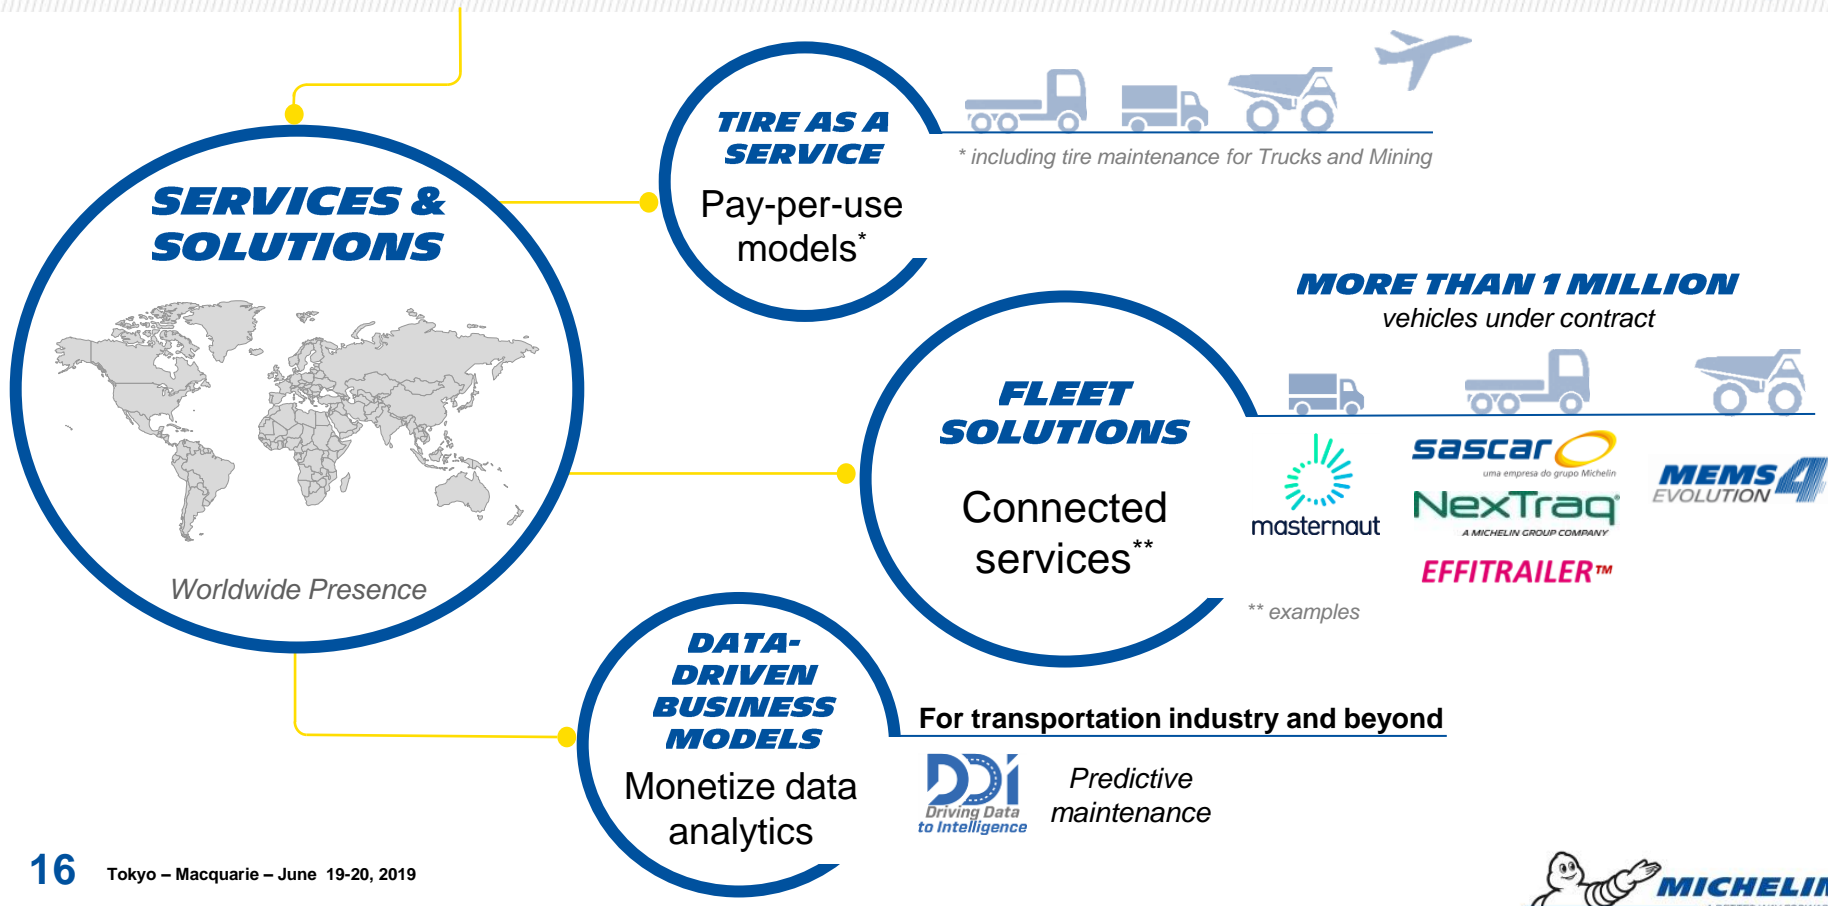 SERVICES &
SOLUTIONS
Worldwide Presence
TIRE AS A
SERVICE
Pay-per-use
models*
* including tire maintenance for Trucks and Mining
FLEET
SOLUTIONS
Connected
services**
MORE THAN 1 MILLION
vehicles under contract
masternaut
sascar
uma empresa do grupo Michelin
NexTraq
A MICHELIN GROUP COMPANY
EFFITRAILER™
MEMS4
EVOLUTION
** examples
DATA-
DRIVEN
BUSINESS
MODELS
Monetize data
analytics
For transportation industry and beyond
DDi
Driving Data
to Intelligence
Predictive
maintenance
16
Tokyo – Macquarie – June 19-20, 2019
MICHELIN